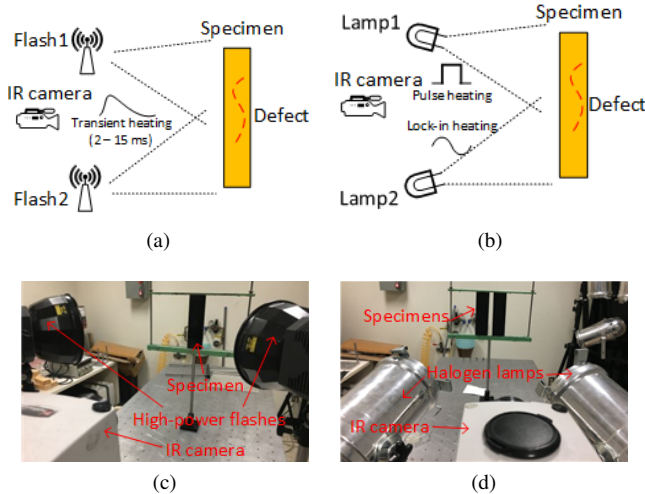 Flash1
Specimen
IR camera
Transient heating
(2 – 15 ms)
Defect
Flash2
(a)
Lamp1
Specimen
IR camera
Pulse heating
Defect
Lock-in heating
Lamp2
(b)
Specimen
High-power flashes
IR camera
(c)
Specimens
Halogen lamps
IR camera
(d)